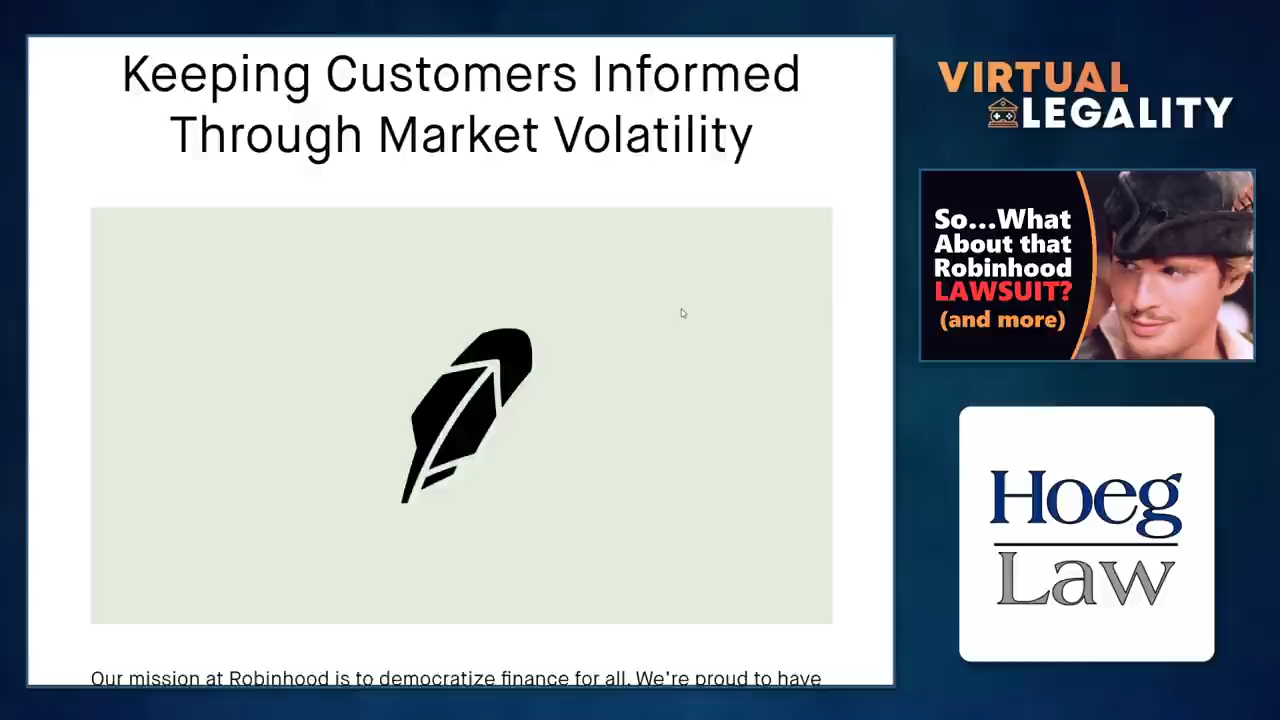 Keeping Customers Informed
Through Market Volatility
Our mission at Robinhood is to democratize finance for all. We're proud to have
VIRTUAL
LEGALITY
So...What
About that
Robinhood
LAWSUIT?
(and more)
Hoeg
Law